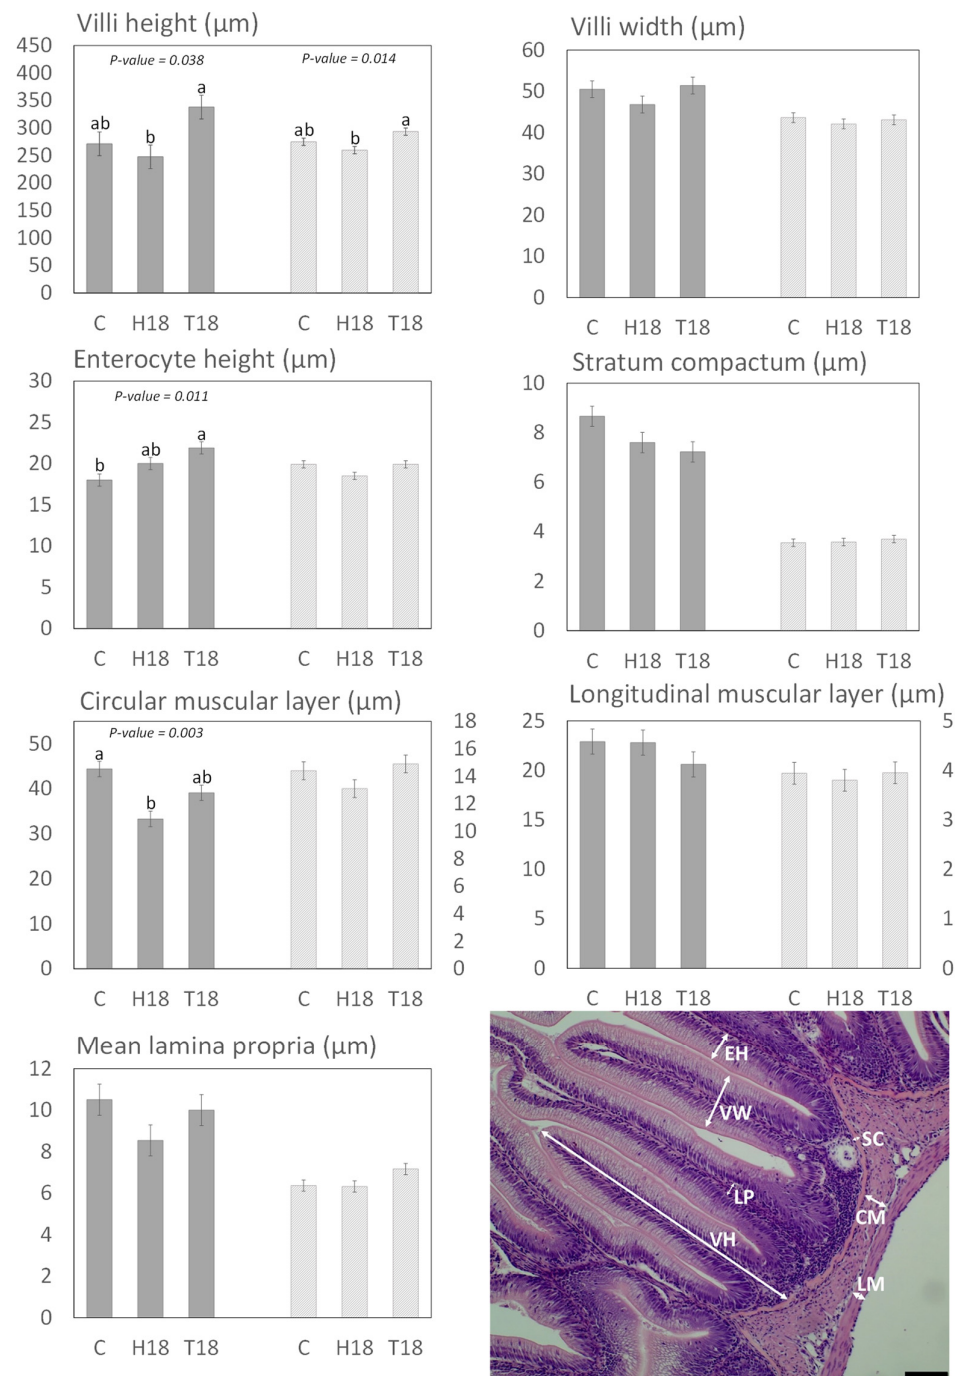 Villi height (µm)
450
400
350
300
250
200
150
100
50
0
P-value = 0.038
P-value = 0.014
ab
b
a
ab
b
a
C H18 T18 C H18 T18
Villi width (µm)
60
50
40
30
20
10
0
C H18 T18 C H18 T18
Enterocyte height (µm)
30
25
20
15
10
5
0
P-value = 0.011
b
ab
a
C H18 T18 C H18 T18
Stratum compactum (µm)
10
8
6
4
2
0
C H18 T18 C H18 T18
Circular muscular layer (µm)
50
40
30
20
10
0
P-value = 0.003
a
b
ab
18
16
14
12
10
8
6
4
2
0
C H18 T18 C H18 T18
Longitudinal muscular layer (µm)
25
20
15
10
5
0
5
4
3
2
1
0
C H18 T18 C H18 T18
Mean lamina propria (µm)
12
10
8
6
4
2
0
C H18 T18 C H18 T18
EH
VW
SC
LP
CM
VH
LM